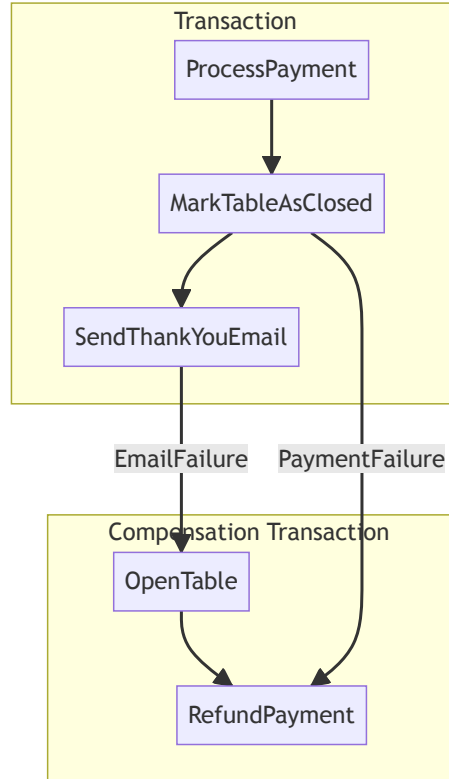 Transaction
ProcessPayment
MarkTableAsClosed
SendThankYouEmail
EmailFailure
PaymentFailure
Compensation Transaction
OpenTable
RefundPayment